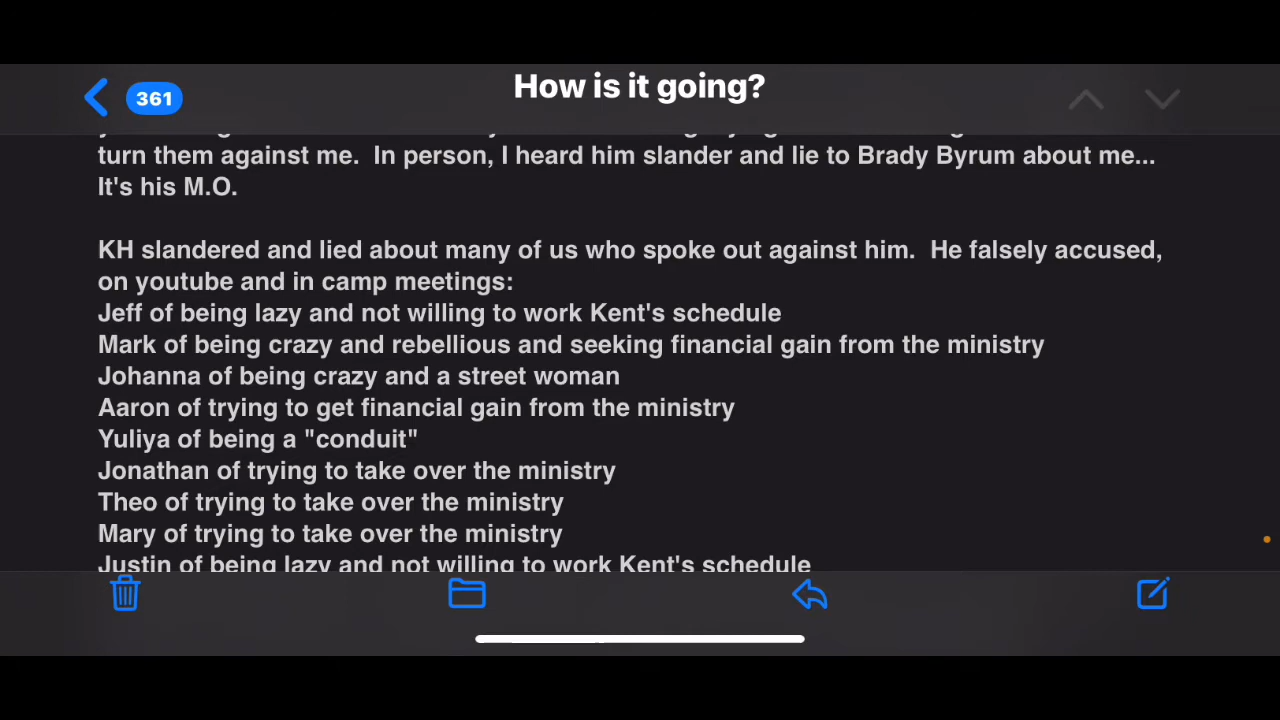 How is it going?
361
turn them against me.  In person, I heard him slander and lie to Brady Byrum about me...
It's his M.O.
KH slandered and lied about many of us who spoke out against him.  He falsely accused,
on youtube and in camp meetings:
Jeff of being lazy and not willing to work Kent's schedule
Mark of being crazy and rebellious and seeking financial gain from the ministry
Johanna of being crazy and a street woman
Aaron of trying to get financial gain from the ministry
Yuliya of being a "conduit"
Jonathan of trying to take over the ministry
Theo of trying to take over the ministry
Mary of trying to take over the ministry
Justin of being lazy and not willing to work Kent's schedule